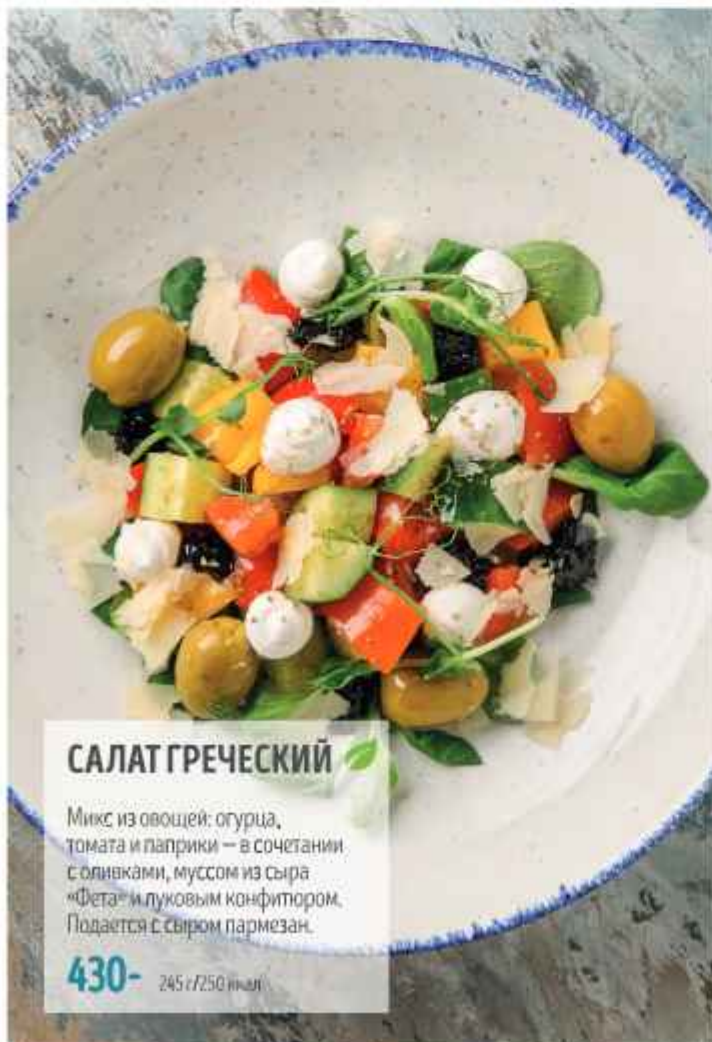 САЛАТ ГРЕЧЕСКИЙ
Микс из овощей: огурца,
томата и паприки — в сочетании
с оливками, муссом из сыра
«Фета» и луковым конфитюром.
Подается с сыром пармезан.
430-
245 г/250 ккал